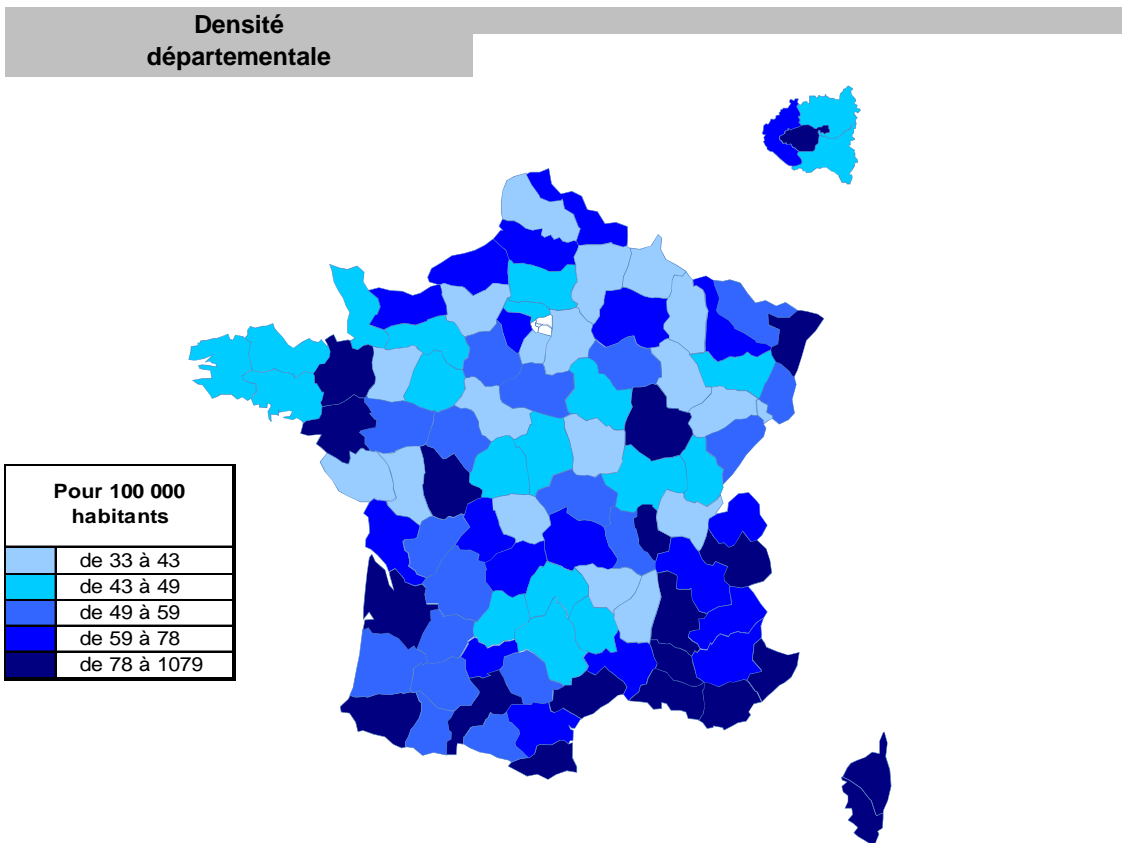 Densité
départementale
Pour 100 000
habitants
de 33 à 43
de 43 à 49
de 49 à 59
de 59 à 78
de 78 à 1079